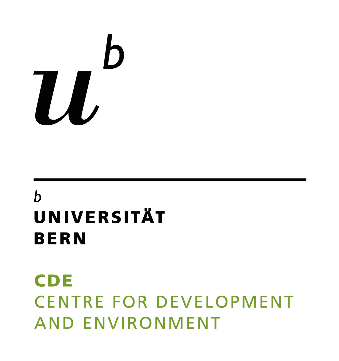 u^b
b
UNIVERSITÄT
BERN
CDE
CENTRE FOR DEVELOPMENT
AND ENVIRONMENT